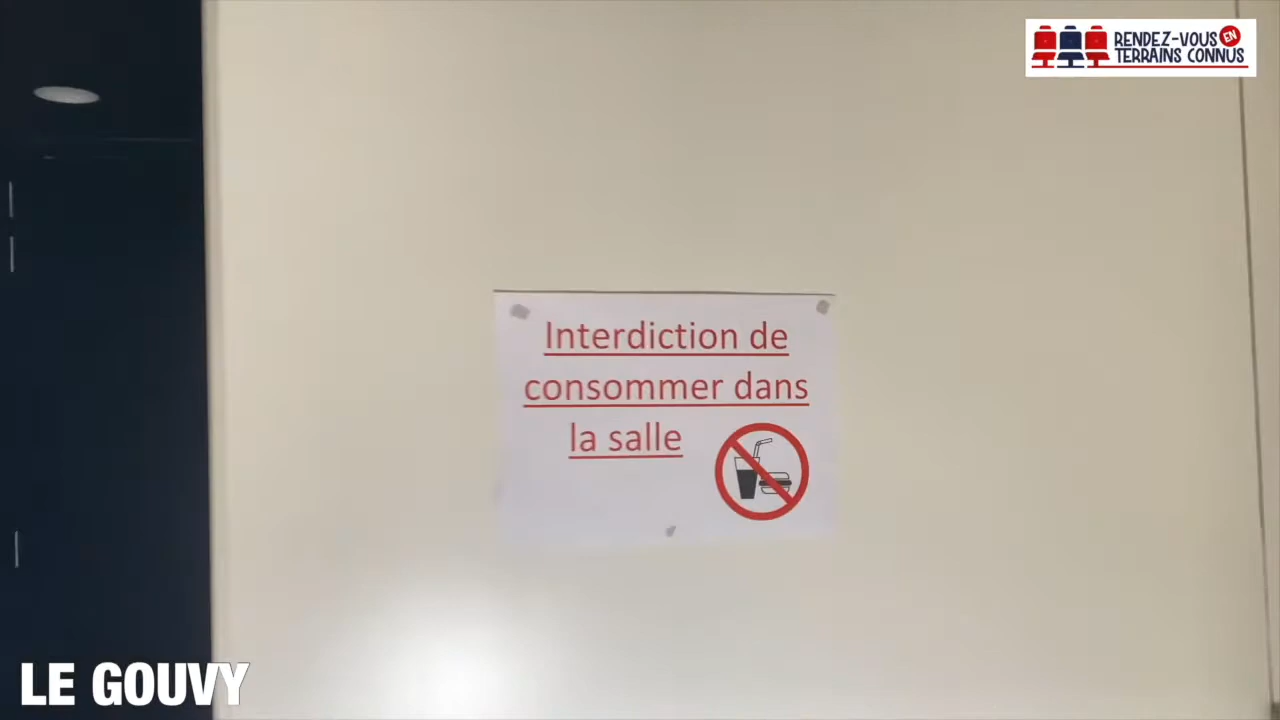 RENDEZ-VOUS EN
TERRAINS CONNUS
Interdiction de
consommer dans
la salle
LE GOUVY